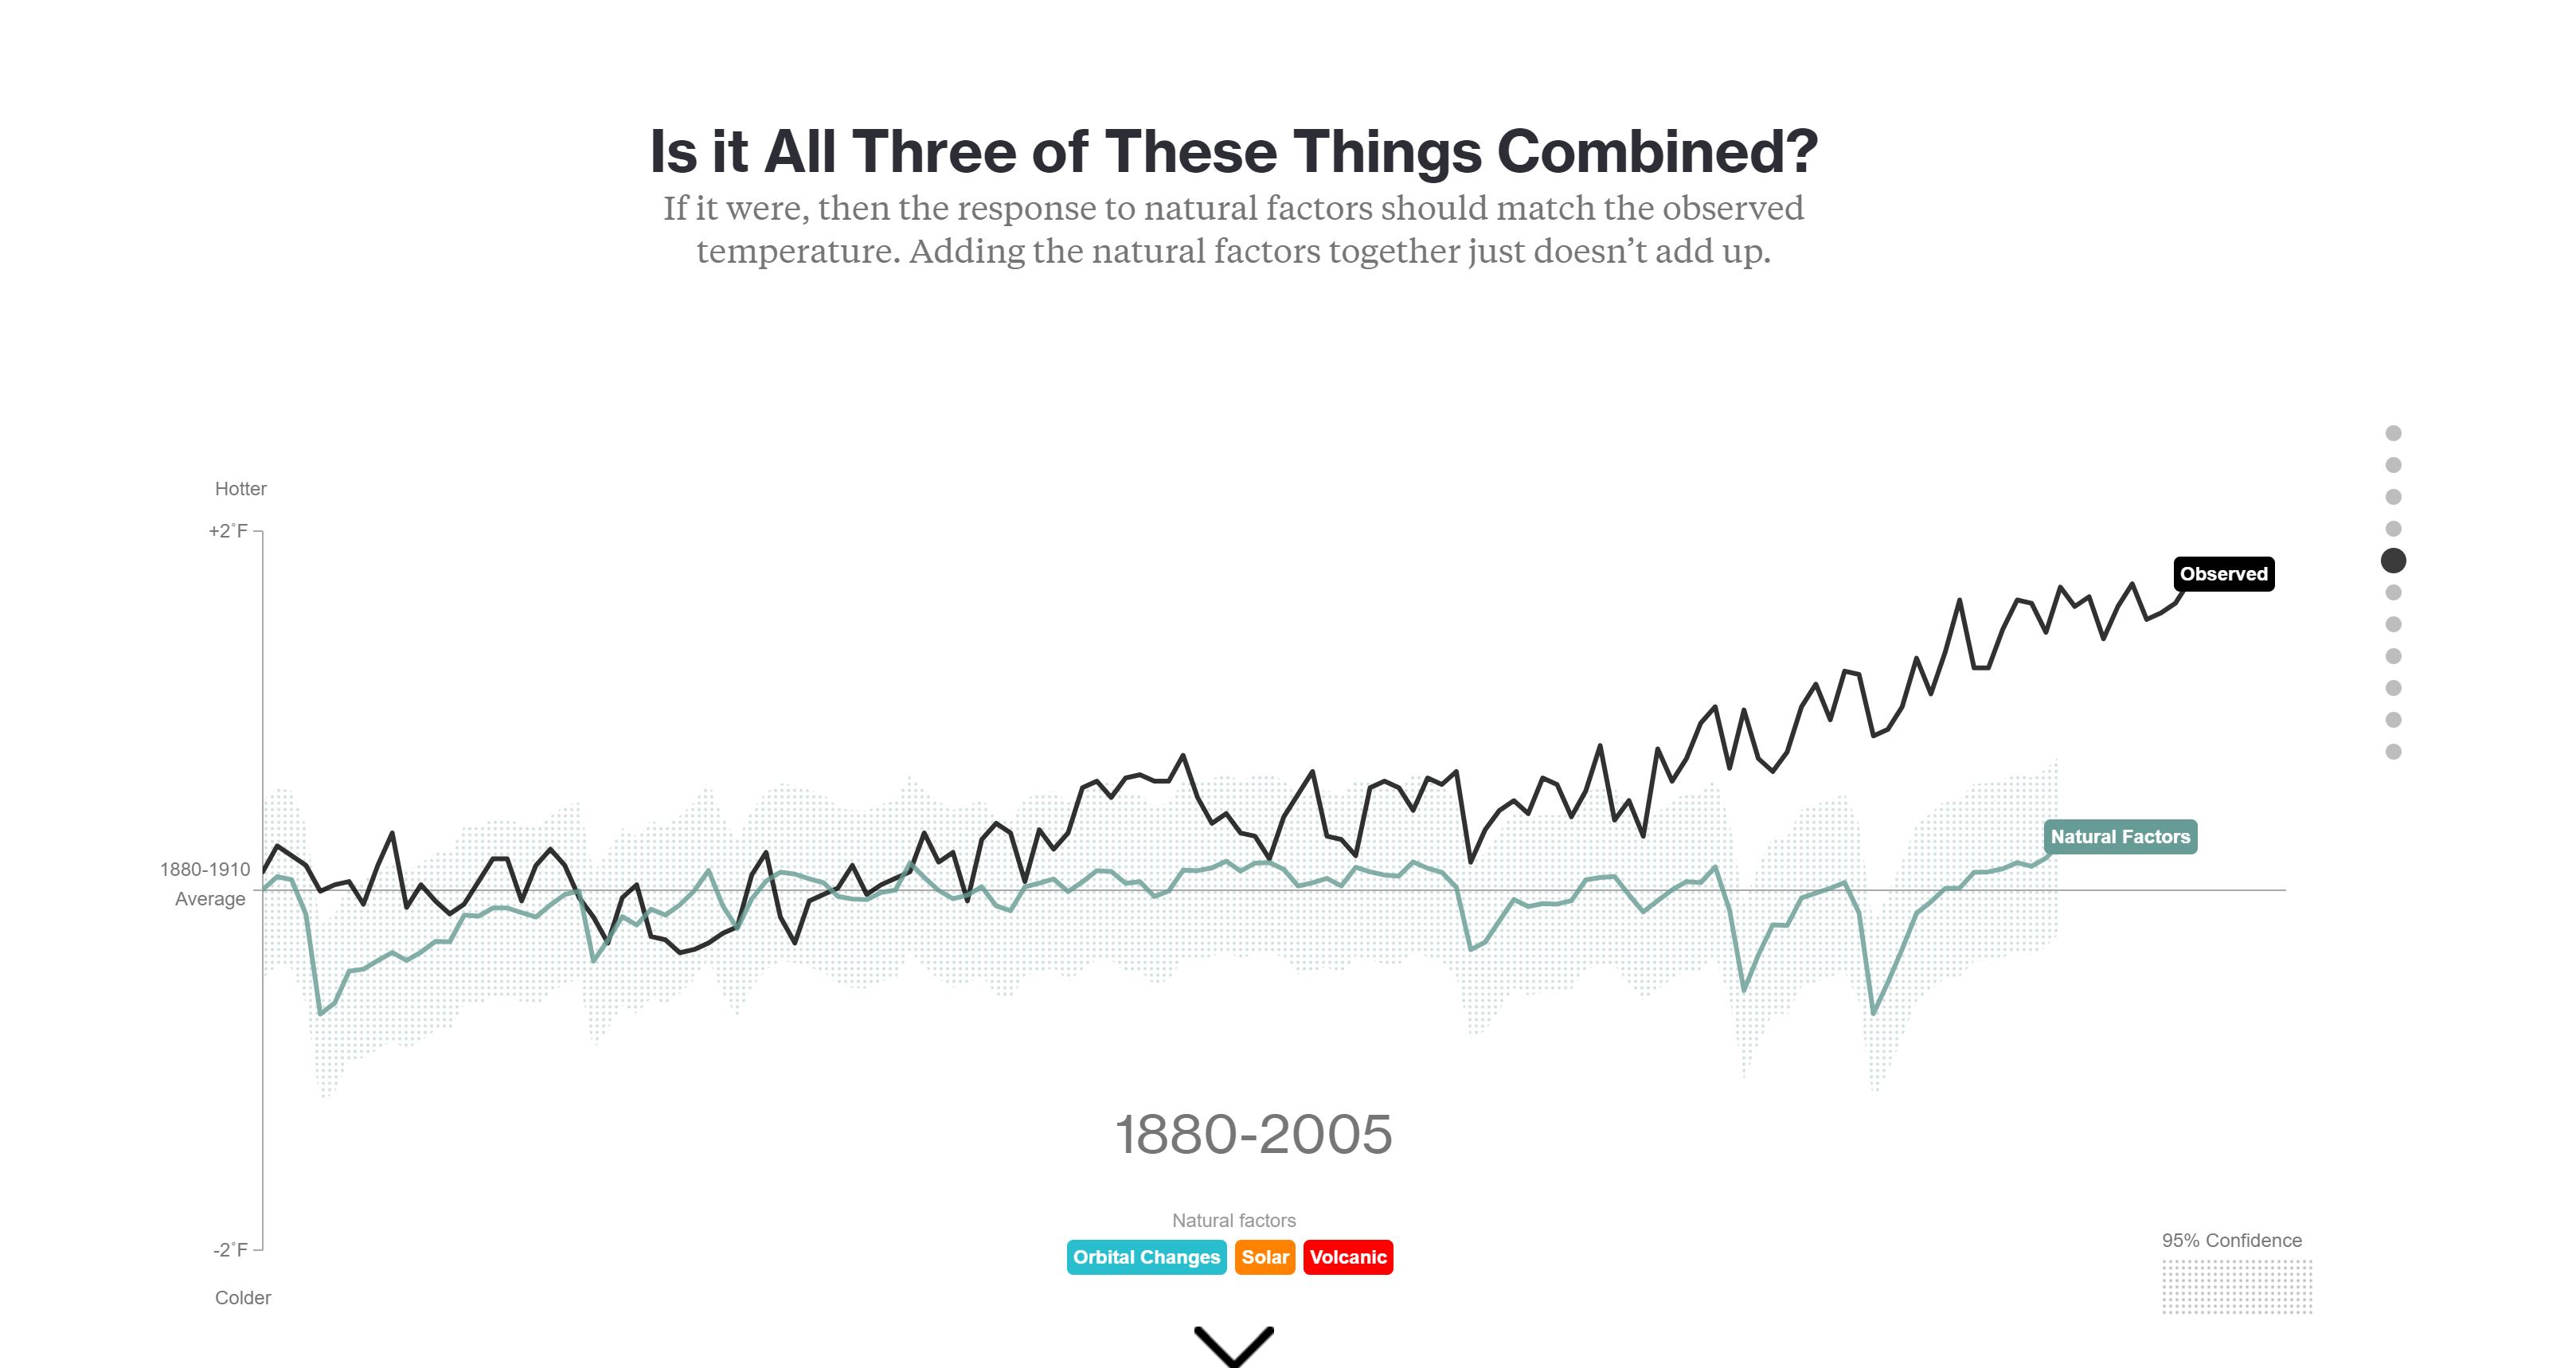 Is it All Three of These Things Combined?
If it were, then the response to natural factors should match the observed
temperature. Adding the natural factors together just doesn’t add up.
Hotter
+2°F
Observed
Natural Factors
1880-1910
Average
1880-2005
Natural factors
Orbital Changes Solar Volcanic
-2°F
95% Confidence
Colder